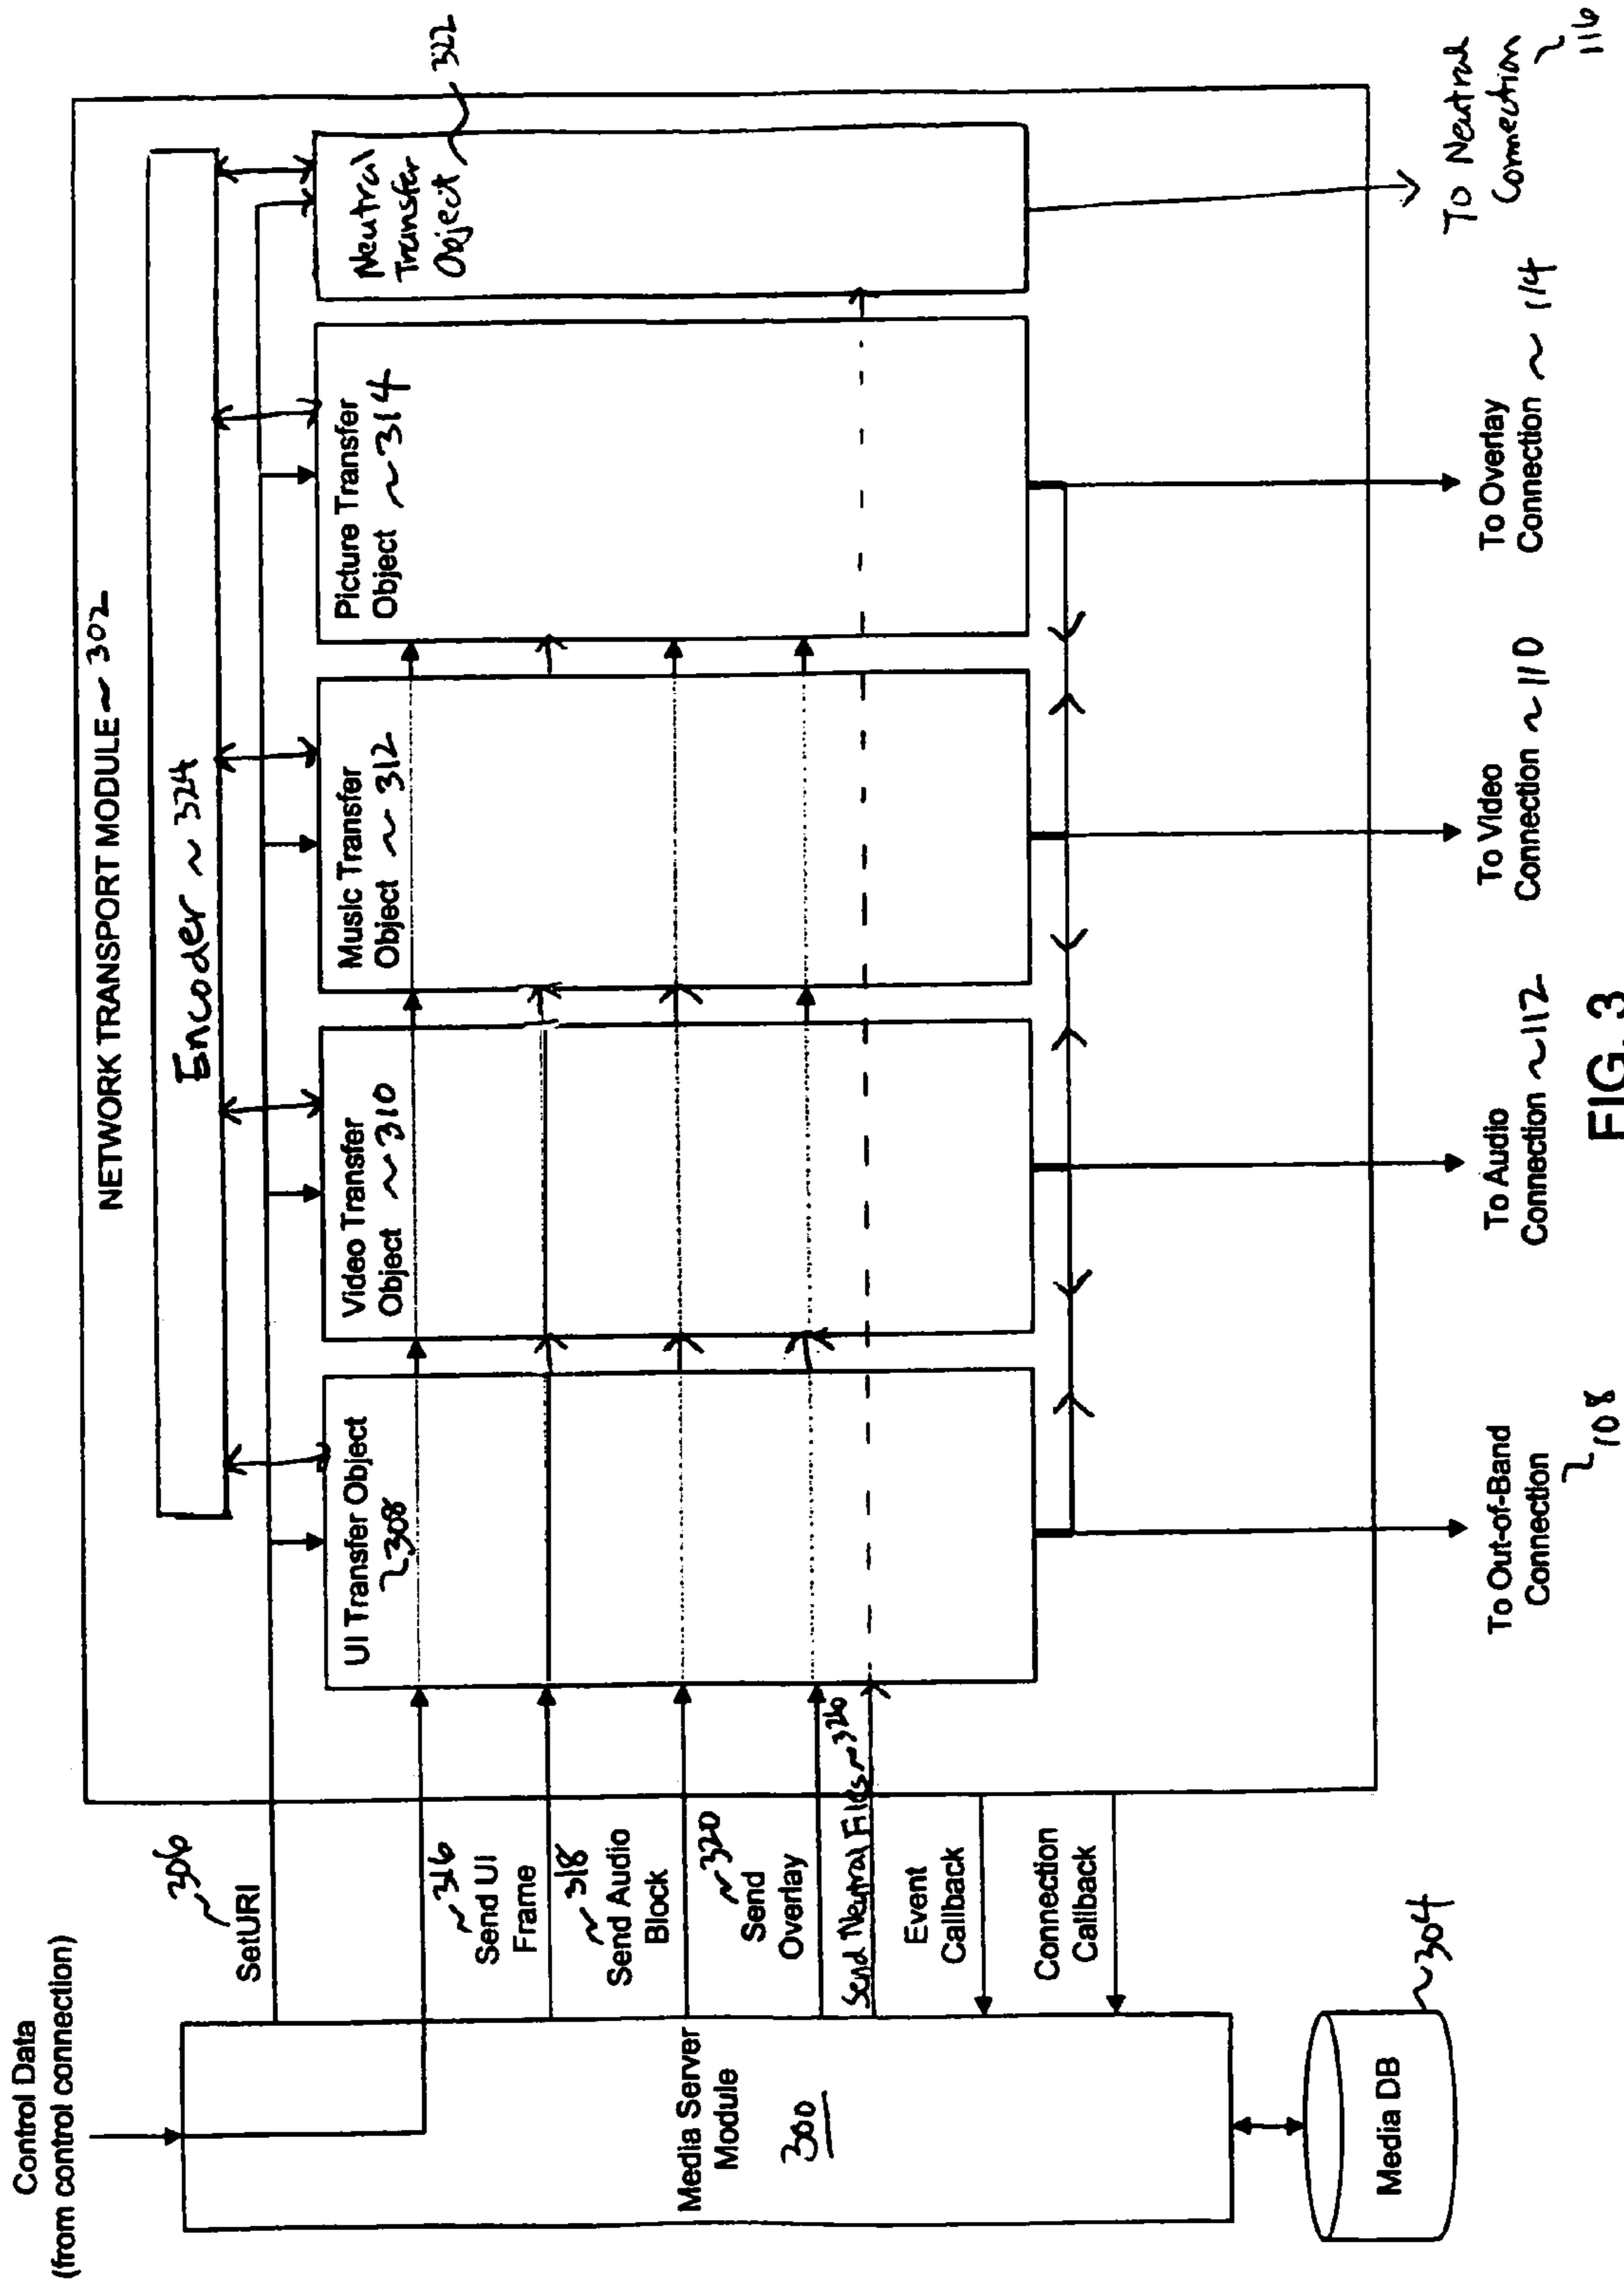 Control Data
(from control connection)
~306
SetURI
~316
Send UI
Frame
~318
Send Audio
Block
~320
Send
Overlay
Send Neutral Files ~326
Event
Callback
Connection
Callback
Media Server
Module
300
Media DB
~304
NETWORK TRANSPORT MODULE ~302
Encoder ~324
UI Transfer Object
~308
Video Transfer
Object ~310
Music Transfer
Object ~312
Picture Transfer
Object ~314
Neutral
Transfer
Object
322
To Out-of-Band
Connection
~108
To Audio
Connection ~112
To Video
Connection ~110
To Overlay
Connection ~114
To Neutral
Connection
~116
FIG. 3